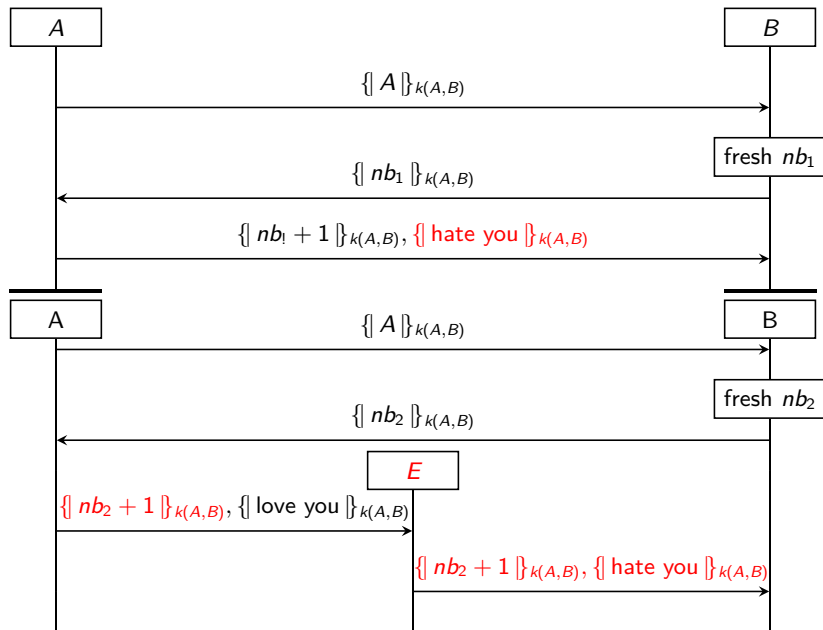 A B
{| A |}k(A,B)
fresh nb1
{| nb1 |}k(A,B)
{| nb! + 1 |}k(A,B), {| hate you |}k(A,B)
A B
{| A |}k(A,B)
fresh nb2
{| nb2 |}k(A,B)
E
{| nb2 + 1 |}k(A,B), {| love you |}k(A,B)
{| nb2 + 1 |}k(A,B), {| hate you |}k(A,B)